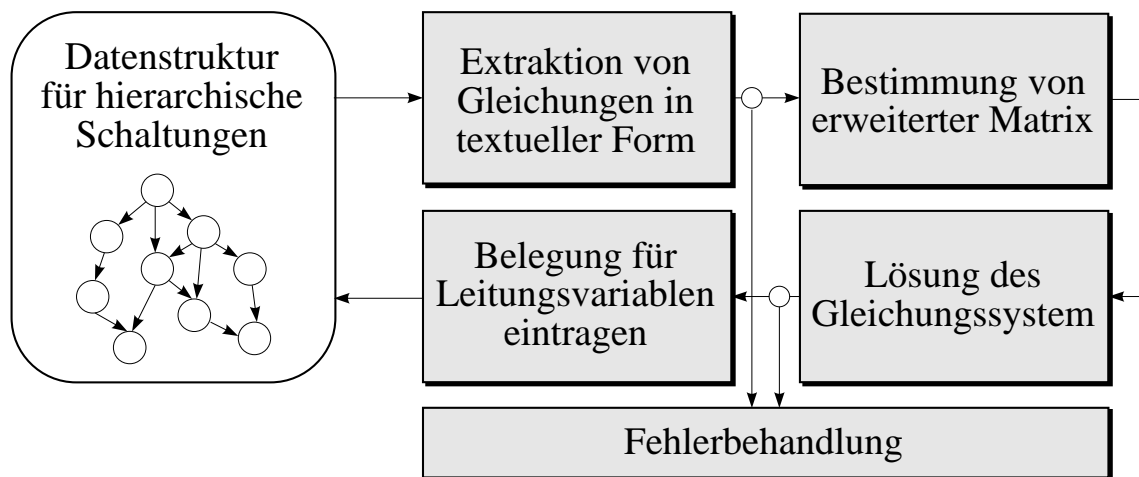 Datenstruktur
für hierarchische
Schaltungen
Extraktion von
Gleichungen in
textueller Form
Bestimmung von
erweiterter Matrix
Belegung für
Leitungsvariablen
eintragen
Lösung des
Gleichungssystem
Fehlerbehandlung